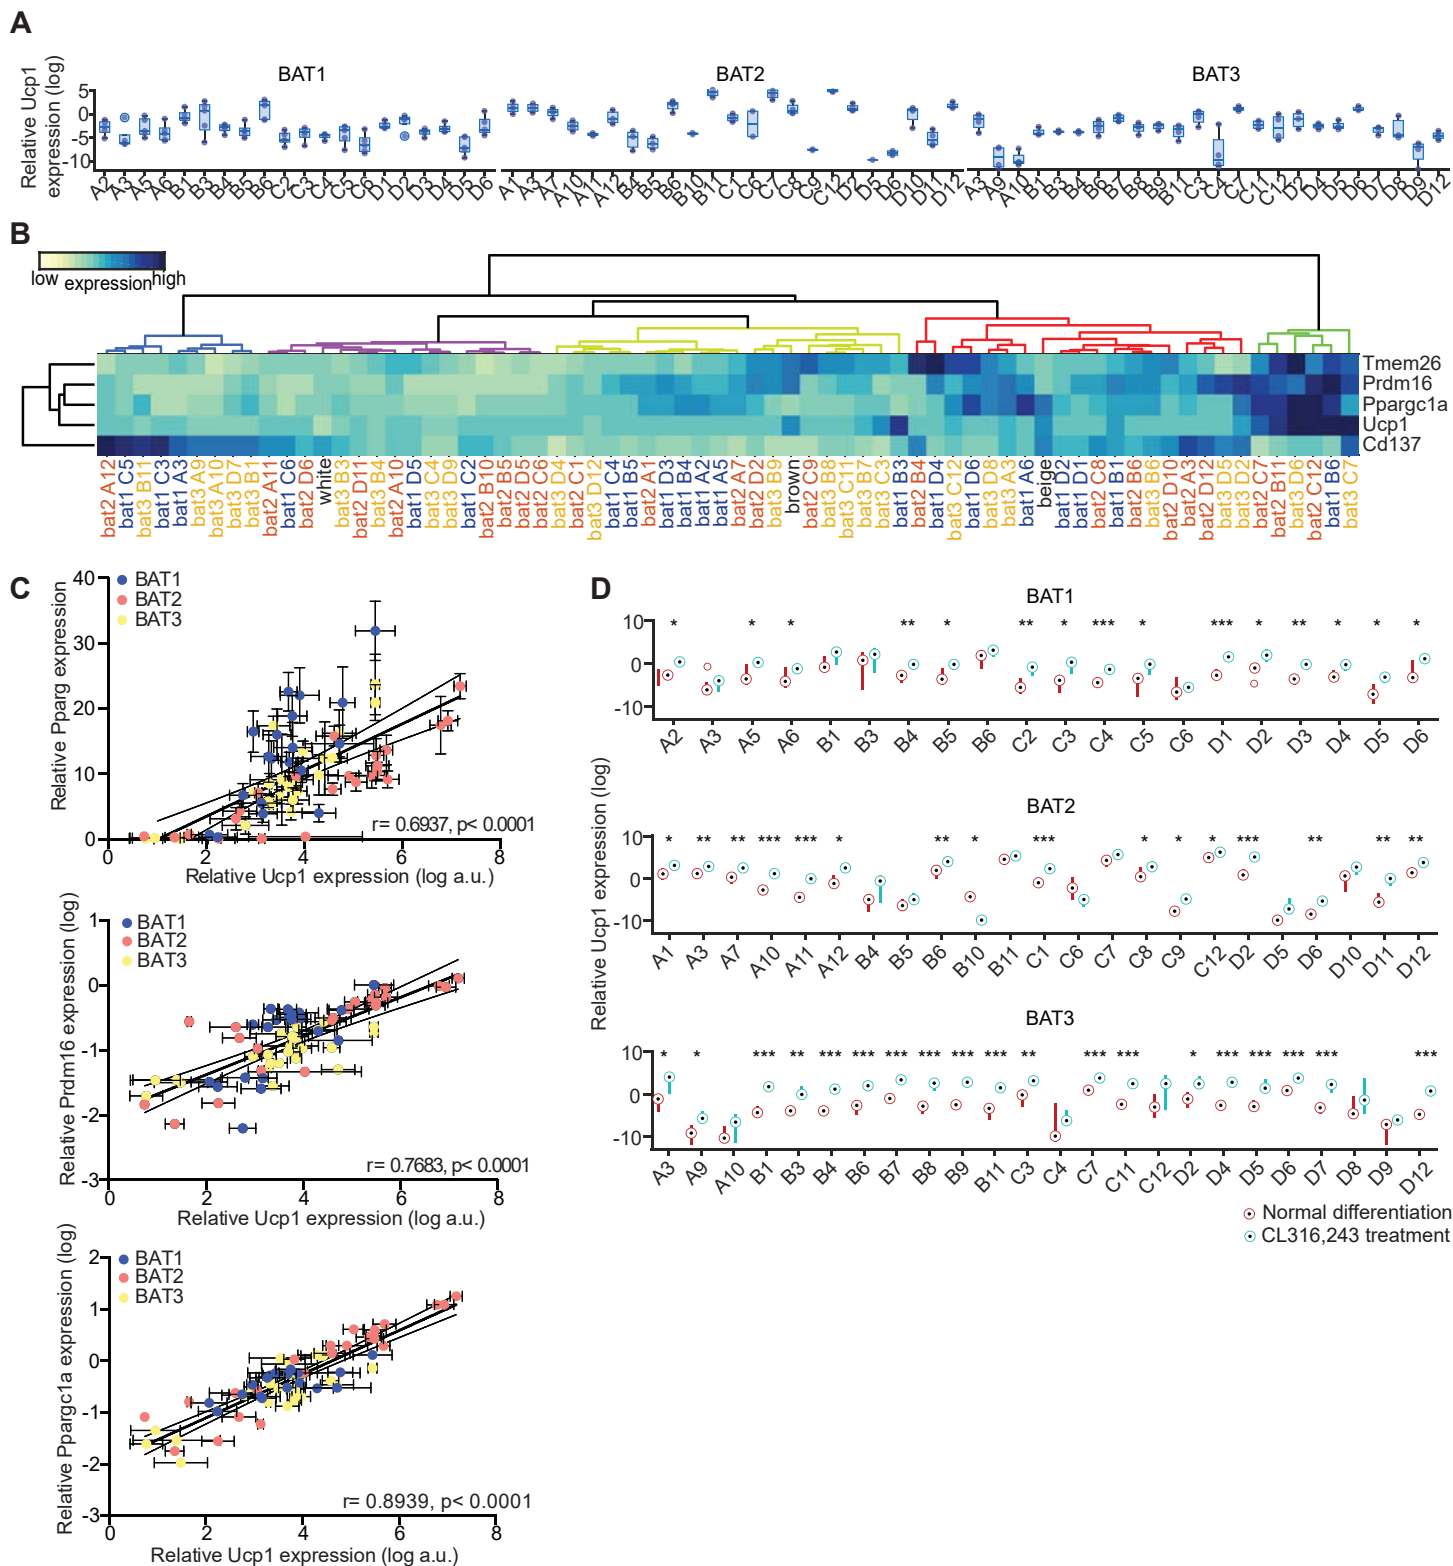 A
BAT1
BAT2
BAT3
Relative Ucp1
expression (log)
5
0
-5
-10
A2 A3 A5 A6 B1 B3 B4 B5 B6 C2 C3 C4 C5 C6 D1 D2 D3 D4 D5 D6
A1 A3 A7 A10 A11 A12 B4 B5 B6 B10 B11 C1 C6 C7 C8 C9 C12 D2 D5 D6 D10 D11 D12
A3 A9 A10 B1 B3 B4 B6 B7 B8 B9 B11 C3 C4 C7 C11 C12 D2 D4 D5 D6 D7 D8 D9 D12
B
low expression high
Tmem26
Prdm16
Ppargc1a
Ucp1
Cd137
bat2 A12
bat1 C5
bat3 B11
bat1 C3
bat1 A3
bat3 A9
bat3 A10
bat3 D7
bat3 B1
bat2 A11
bat1 C6
bat2 D6
white
bat3 B3
bat2 D11
bat3 B4
bat2 A10
bat1 D5
bat3 C4
bat3 D9
bat1 C2
bat2 B10
bat2 B5
bat2 D5
bat2 C6
bat3 D4
bat2 C1
bat3 D12
bat1 C4
bat1 B5
bat2 A1
bat1 D3
bat1 B4
bat1 A2
bat1 A5
bat2 A7
bat2 D2
bat3 B9
brown
bat2 C9
bat3 B8
bat3 C11
bat3 B7
bat3 C3
bat1 B3
bat2 B4
bat1 D4
bat3 C12
bat1 D6
bat3 D8
bat3 A3
bat1 A6
beige
bat1 D2
bat1 D1
bat2 C8
bat1 B1
bat2 B6
bat3 B6
bat2 D10
bat2 A3
bat2 D12
bat3 D5
bat3 D2
bat2 C7
bat2 B11
bat3 D6
bat2 C12
bat1 B6
bat3 C7
C
Relative Pparg expression
40
30
20
10
0
BAT1
BAT2
BAT3
r= 0.6937, p< 0.0001
0 2 4 6 8
Relative Ucp1 expression (log a.u.)
Relative Prdm16 expression (log)
1
0
-1
-2
-3
BAT1
BAT2
BAT3
r= 0.7683, p< 0.0001
0 2 4 6 8
Relative Ucp1 expression (log a.u.)
Relative Ppargc1a expression (log)
2
1
0
-1
-2
-3
BAT1
BAT2
BAT3
r= 0.8939, p< 0.0001
0 2 4 6 8
Relative Ucp1 expression (log a.u.)
D
Relative Ucp1 expression (log)
BAT1
10
0
-10
* * * ** * ** * *** * *** * ** * * *
A2 A3 A5 A6 B1 B3 B4 B5 B6 C2 C3 C4 C5 C6 D1 D2 D3 D4 D5 D6
BAT2
10
0
-10
* ** ** *** *** * ** * *** * * * *** ** ** **
A1 A3 A7 A10 A11 A12 B4 B5 B6 B10 B11 C1 C6 C7 C8 C9 C12 D2 D5 D6 D10 D11 D12
BAT3
10
0
-10
* * *** ** *** *** *** *** *** *** ** *** *** * *** *** *** *** ***
A3 A9 A10 B1 B3 B4 B6 B7 B8 B9 B11 C3 C4 C7 C11 C12 D2 D4 D5 D6 D7 D8 D9 D12
Normal differentiation
CL316,243 treatment